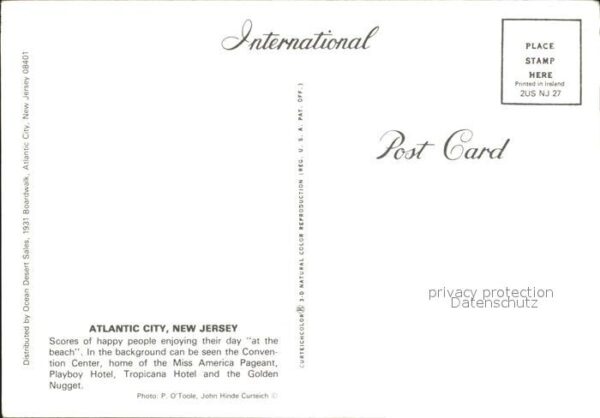 International
PLACE
STAMP
HERE
Printed in Ireland
2US NJ 27
Post Card
Distributed by Ocean Desert Sales, 1931 Boardwalk, Atlantic City, New Jersey 08401
CURTEICHCOLOR® 3-D NATURAL COLOR REPRODUCTION (REG. U. S. A. PAT. OFF.)
privacy protection
Datenschutz
ATLANTIC CITY, NEW JERSEY
Scores of happy people enjoying their day "at the
beach". In the background can be seen the Conven-
tion Center, home of the Miss America Pageant,
Playboy Hotel, Tropicana Hotel and the Golden
Nugget.
Photo: P. O'Toole, John Hinde Curteich ©